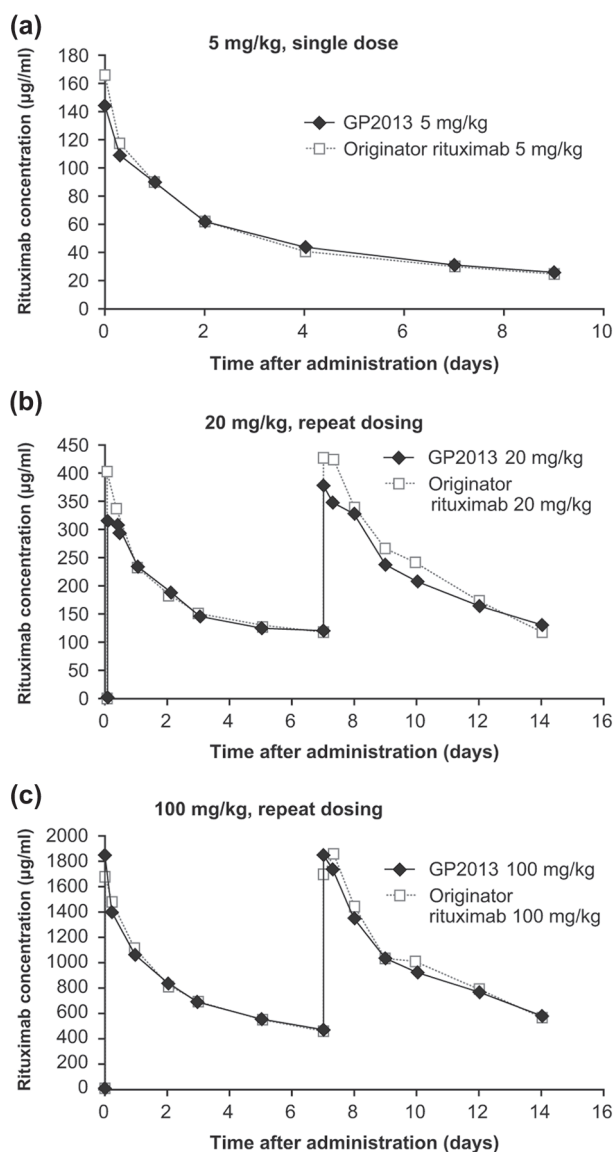 (a)
5 mg/kg, single dose
Rituximab concentration (µg//ml)
180
160
140
120
100
80
60
40
20
0
GP2013 5 mg/kg
Originator rituximab 5 mg/kg
0 2 4 6 8 10
Time after administration (days)
(b)
20 mg/kg, repeat dosing
Rituximab concentration (µg/ml)
450
400
350
300
250
200
150
100
50
0
GP2013 20 mg/kg
Originator
rituximab 20 mg/kg
0 2 4 6 8 10 12 14 16
Time after administration (days)
(c)
100 mg/kg, repeat dosing
Rituximab concentration (µg/ml)
2000
1800
1600
1400
1200
1000
800
600
400
200
0
GP2013 100 mg/kg
Originator
rituximab 100 mg/kg
0 2 4 6 8 10 12 14 16
Time after administration (days)